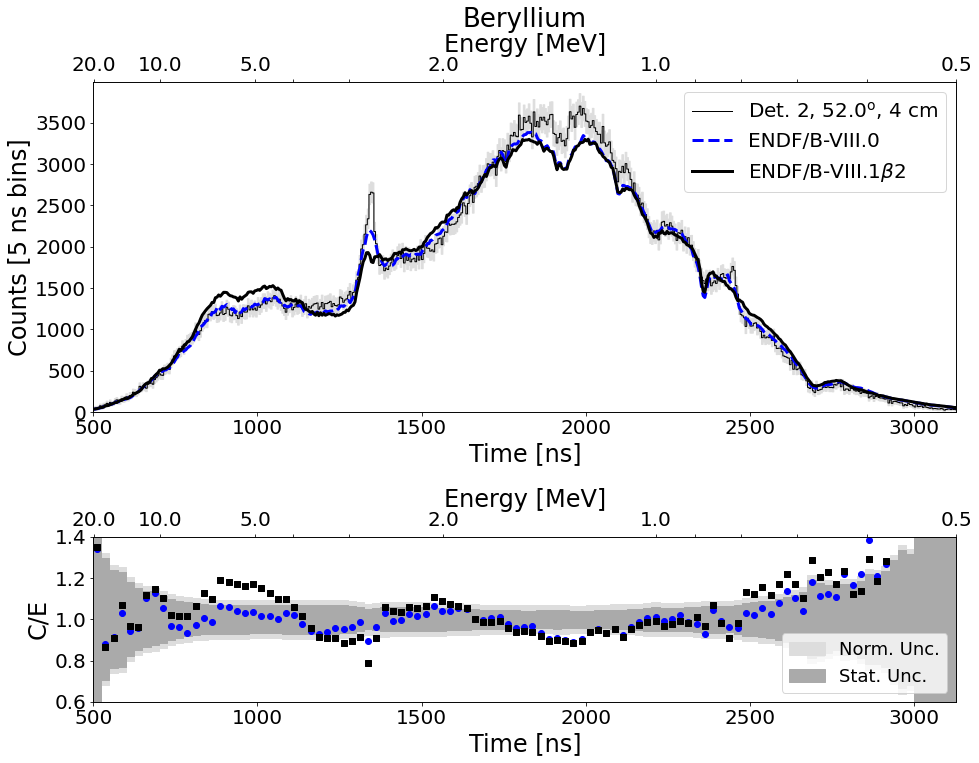 Beryllium
Energy [MeV]
20.0 10.0 5.0 2.0 1.0 0.5
Counts [5 ns bins]
3500
3000
2500
2000
1500
1000
500
0
Det. 2, 52.0°, 4 cm
ENDF/B-VIII.0
ENDF/B-VIII.1β2
500 1000 1500 2000 2500 3000
Time [ns]
Energy [MeV]
20.0 10.0 5.0 2.0 1.0 0.5
C/E
1.4
1.2
1.0
0.8
0.6
Norm. Unc.
Stat. Unc.
500 1000 1500 2000 2500 3000
Time [ns]